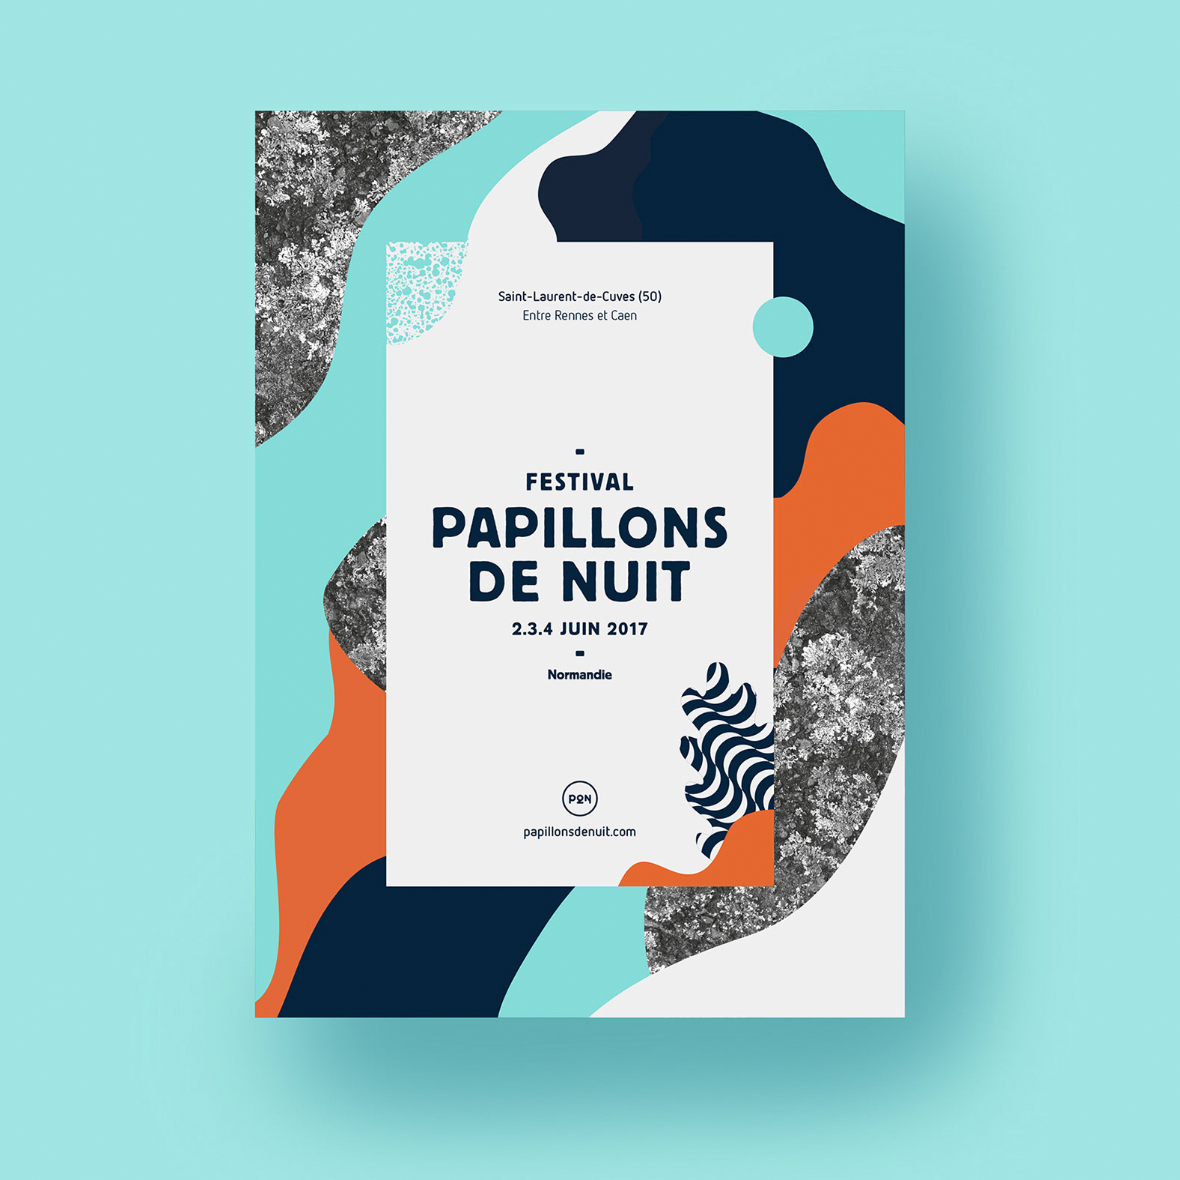 Saint-Laurent-de-Cuves (50)
Entre Rennes et Caen
FESTIVAL
PAPILLONS
DE NUIT
2.3.4 JUIN 2017
Normandie
PON
papillonsdenuit.com